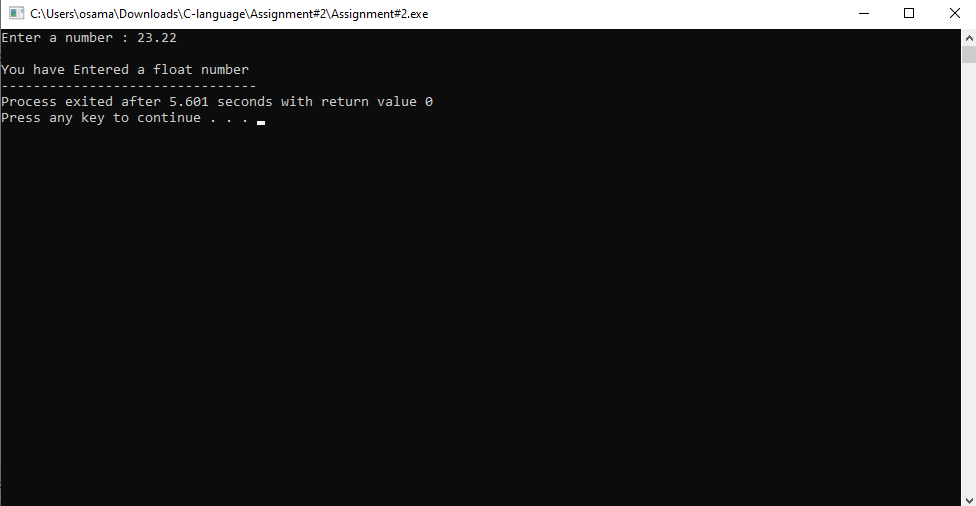 C:\Users\osama\Downloads\C-language\Assignment#2\Assignment#2.exe
Enter a number : 23.22
You have Entered a float number
--------------------------------
Process exited after 5.601 seconds with return value 0
Press any key to continue . . .